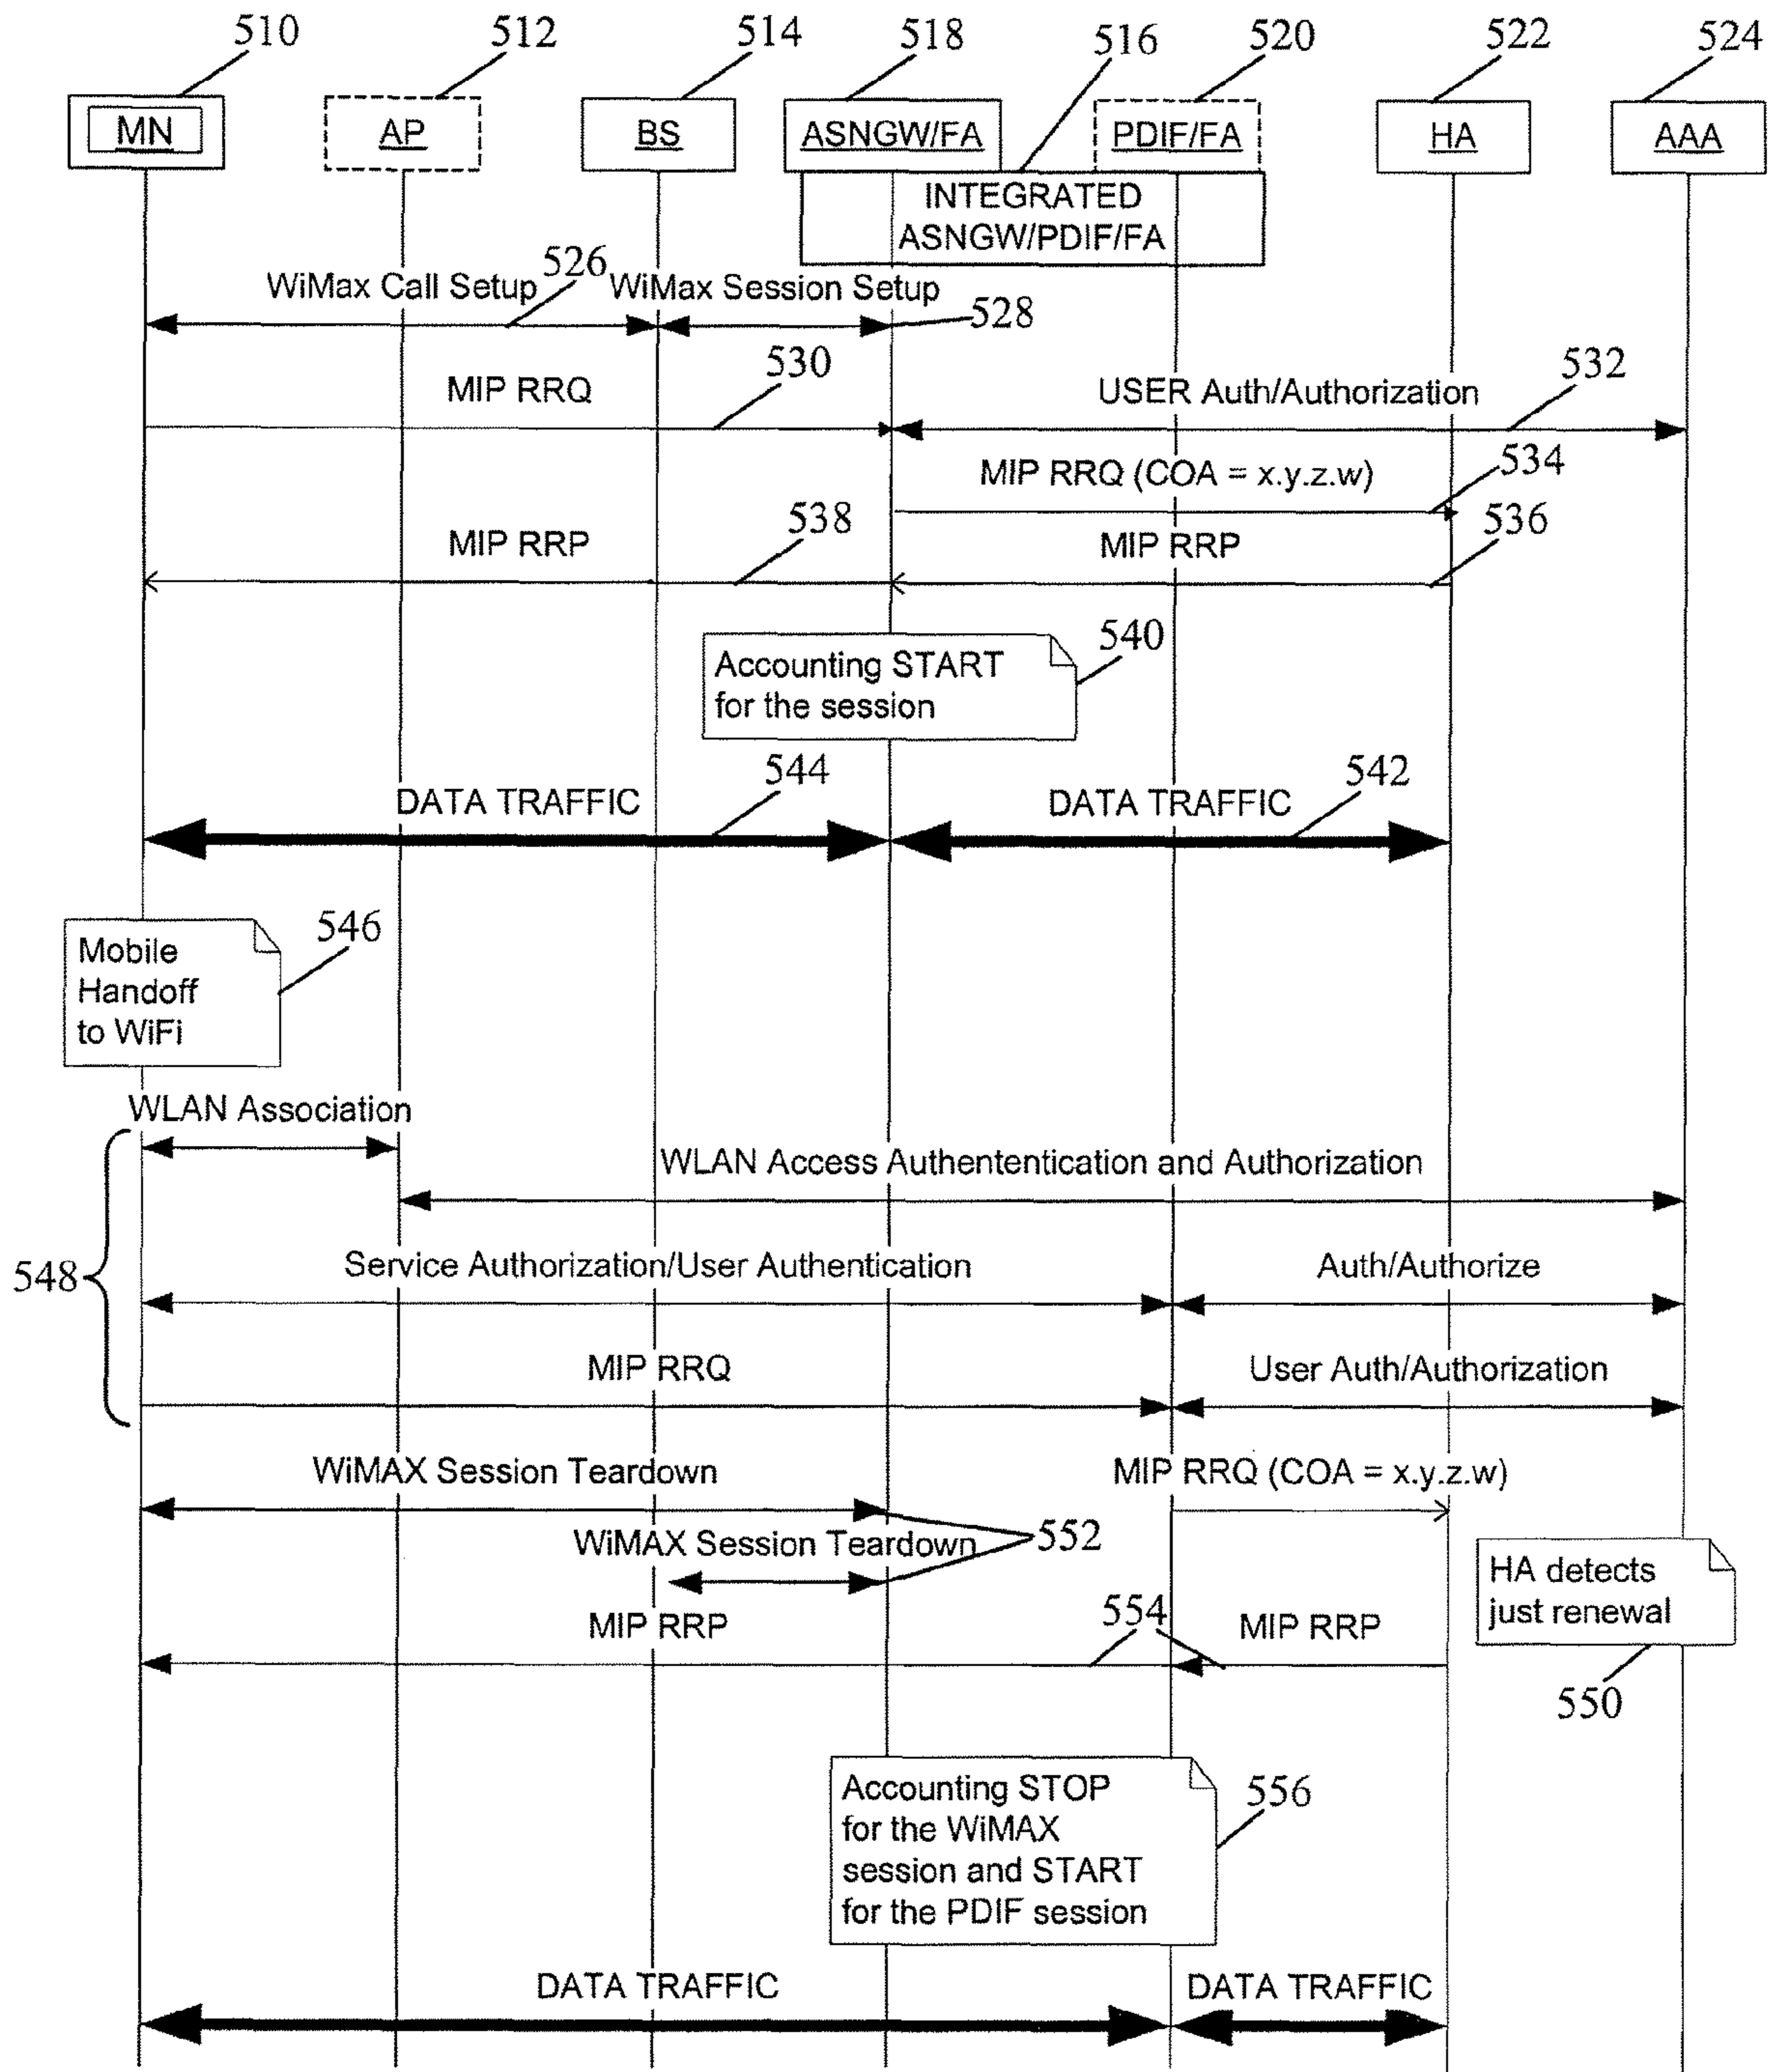 510 512 514 518 516 520 522 524
MN AP BS ASNGW/FA PDIF/FA HA AAA
INTEGRATED
ASNGW/PDIF/FA
WiMax Call Setup 526 WiMax Session Setup
528
530 532
MIP RRQ USER Auth/Authorization
MIP RRQ (COA = x.y.z.w) 534
538 536
MIP RRP MIP RRP
540
Accounting START
for the session
544 542
DATA TRAFFIC DATA TRAFFIC
546
Mobile
Handoff
to WiFi
WLAN Association
WLAN Access Authententication and Authorization
548
Service Authorization/User Authentication Auth/Authorize
MIP RRQ User Auth/Authorization
WiMAX Session Teardown MIP RRQ (COA = x.y.z.w)
WiMAX Session Teardown 552
HA detects
just renewal
MIP RRP 554 MIP RRP
550
Accounting STOP
for the WiMAX
session and START
for the PDIF session
556
DATA TRAFFIC DATA TRAFFIC